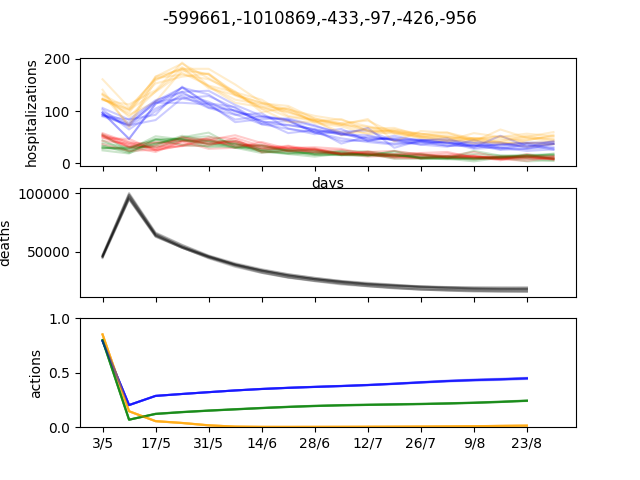 -599661,-1010869,-433,-97,-426,-956
hospitalizations
200
100
0
days
deaths
100000
50000
actions
1.0
0.5
0.0
3/5 17/5 31/5 14/6 28/6 12/7 26/7 9/8 23/8